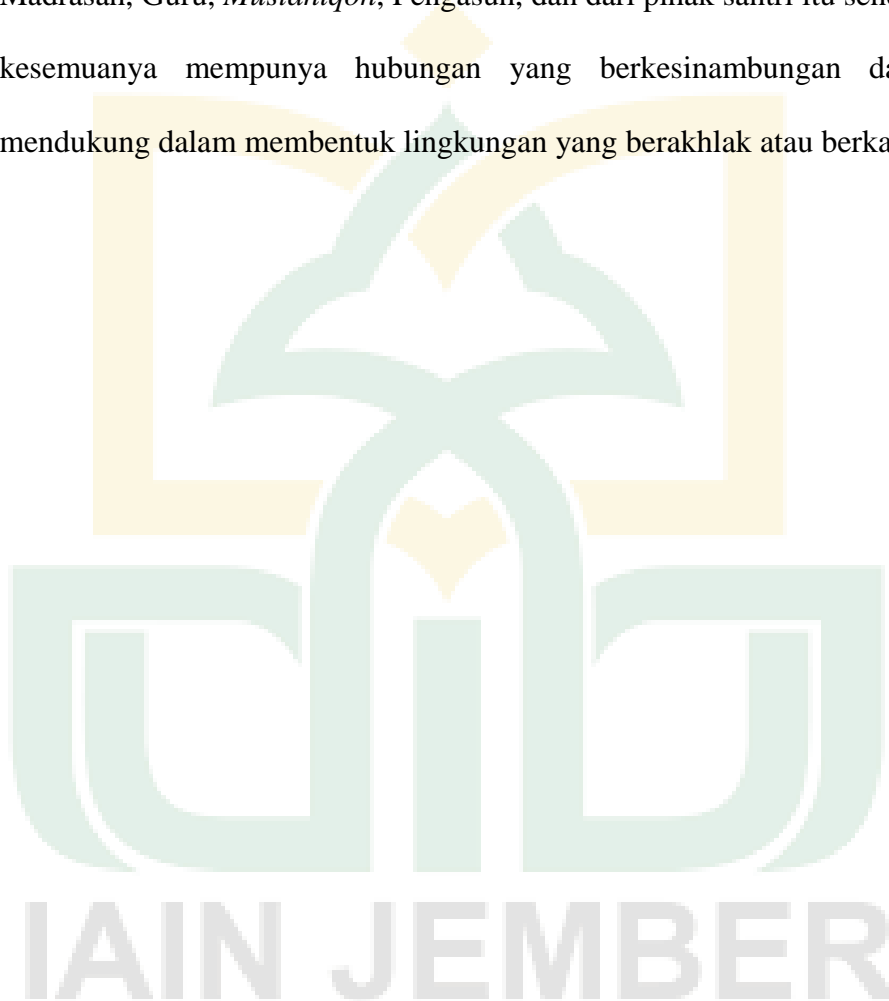 Madrasah, Guru, Mustahiqon, Pengasuh, dan dari pihak santri itu
kesemuanya mempunya hubungan yang berkesinambungan
mendukung dalam membentuk lingkungan yang berakhlak atau
IAIN JEMBER